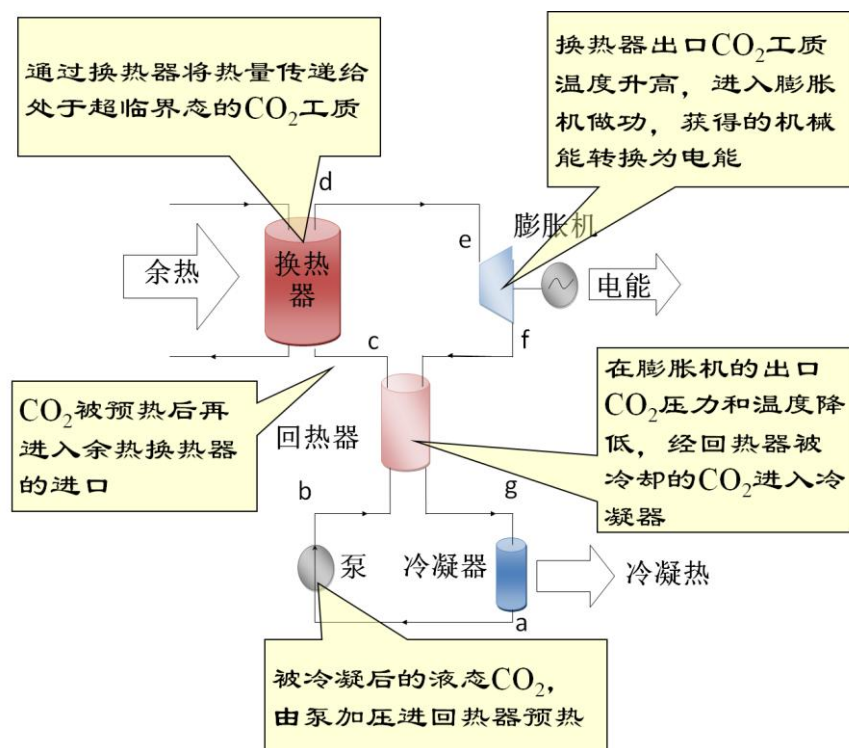 通过换热器将热量传递给
处于超临界态的CO₂工质
换热器出口CO₂工质
温度升高，进入膨胀
机做功，获得的机械
能转换为电能
d
e
膨胀机
余热
换热
器
电能
c
f
CO₂被预热后再
进入余热换热器
的进口
回热器
在膨胀机的出口
CO₂压力和温度降
低，经回热器被
冷却的CO₂进入冷
凝器
b
g
泵
冷凝器
冷凝热
a
被冷凝后的液态CO₂，
由泵加压进回热器预热